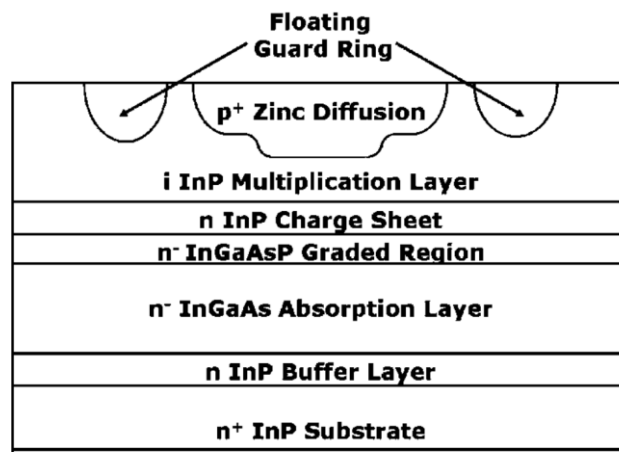 Floating
Guard Ring
p⁺ Zinc Diffusion
i InP Multiplication Layer
n InP Charge Sheet
n⁻ InGaAsP Graded Region
n⁻ InGaAs Absorption Layer
n InP Buffer Layer
n⁺ InP Substrate